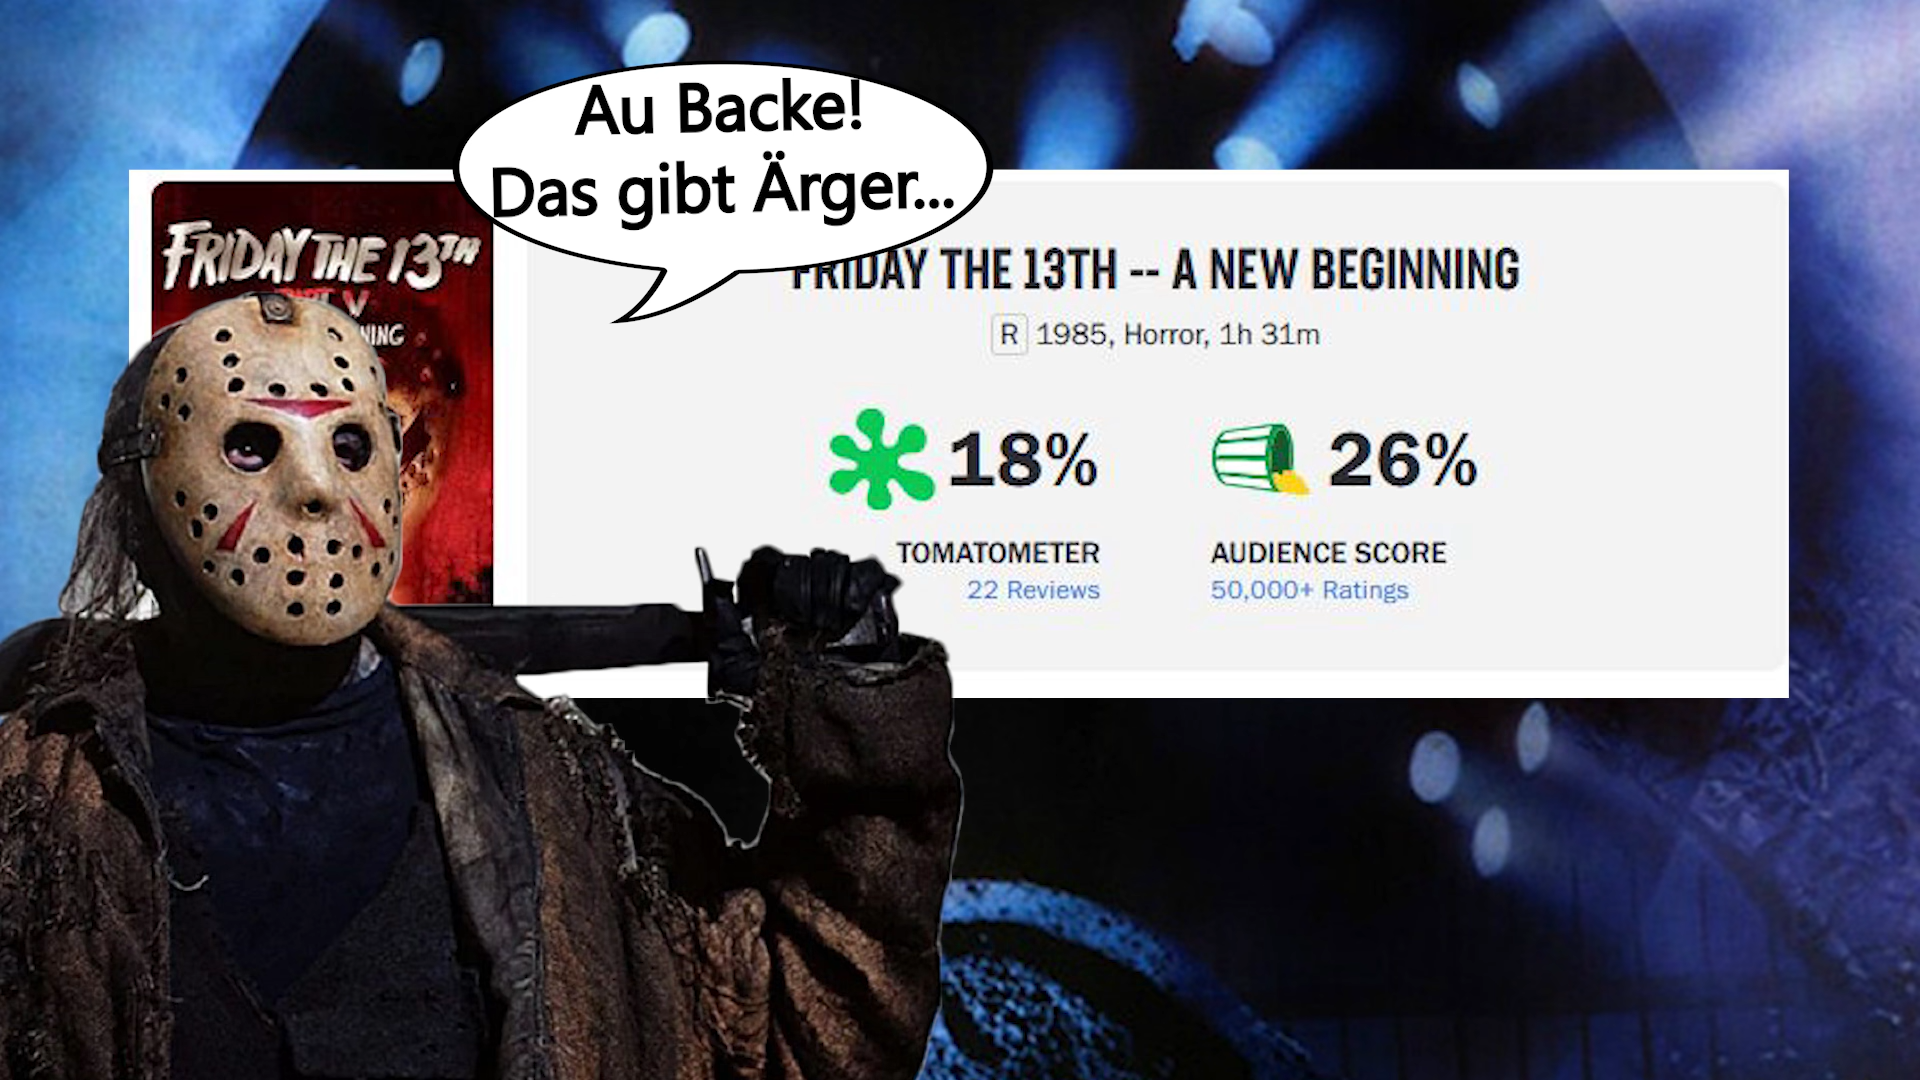 Au Backe!
Das gibt Ärger...
FRIDAY THE 13TH
V
NING
FRIDAY THE 13TH -- A NEW BEGINNING
R 1985, Horror, 1h 31m
18%
26%
TOMATOMETER
AUDIENCE SCORE
22 Reviews
50,000+ Ratings